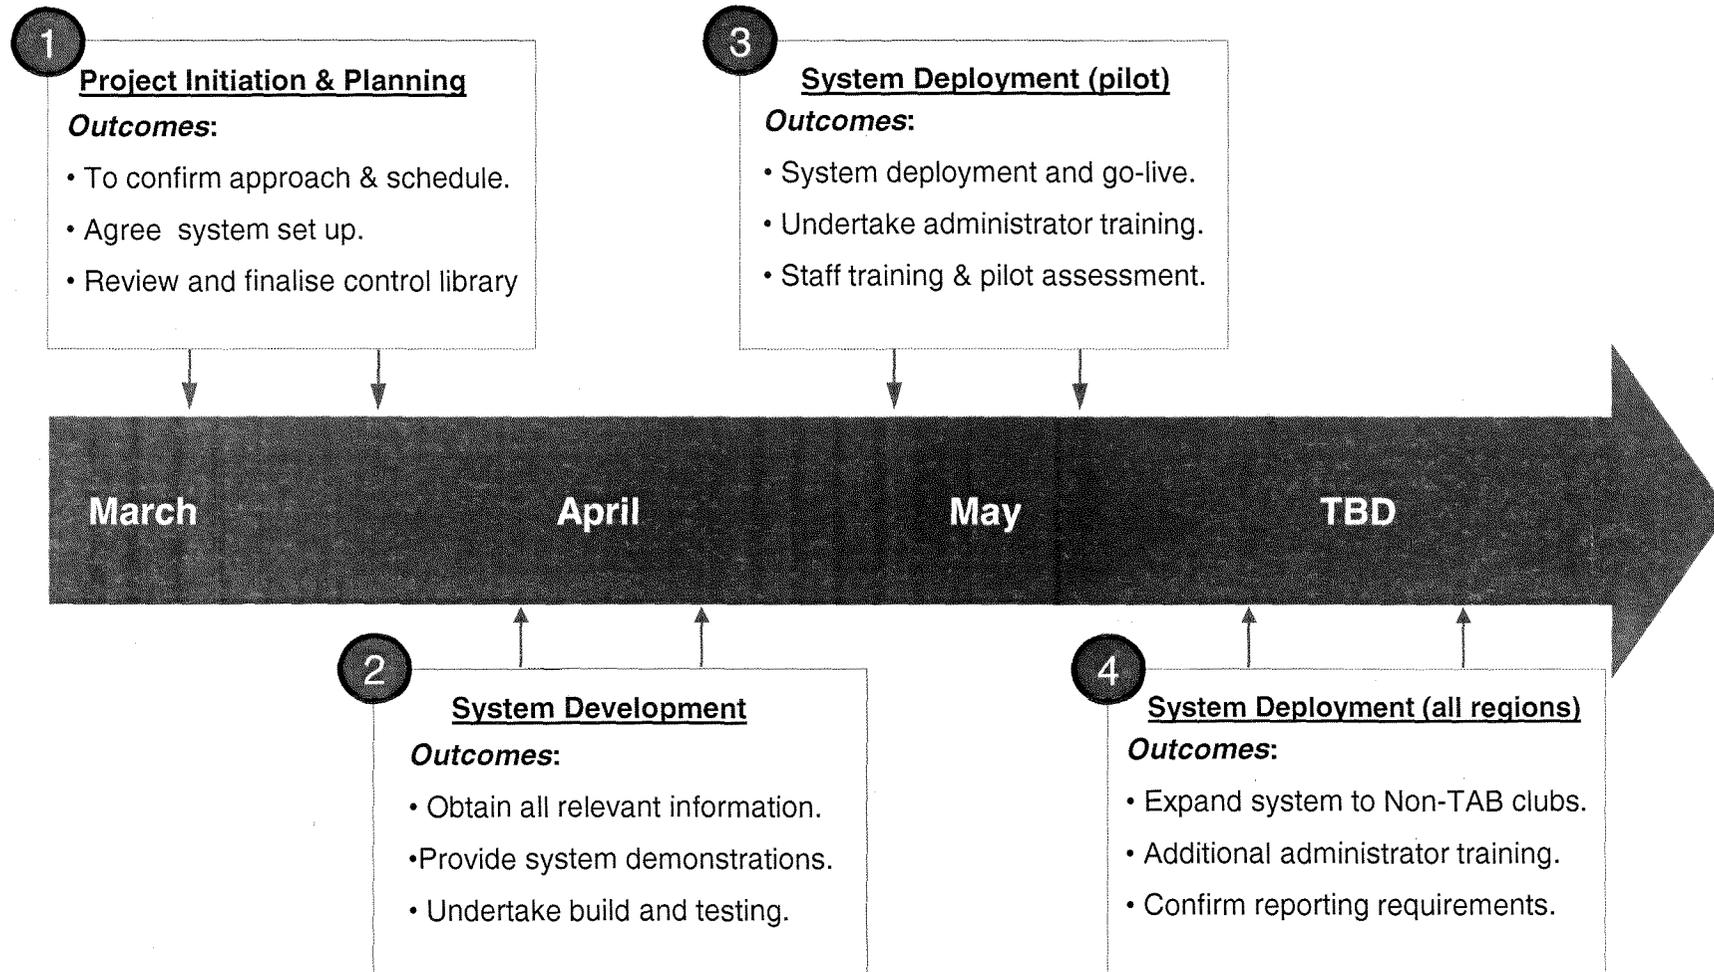 1
Project Initiation & Planning
Outcomes:
• To confirm approach & schedule.
• Agree  system set up.
• Review and finalise control library
3
System Deployment (pilot)
Outcomes:
• System deployment and go-live.
• Undertake administrator training.
• Staff training & pilot assessment.
March
April
May
TBD
2
System Development
Outcomes:
• Obtain all relevant information.
•Provide system demonstrations.
• Undertake build and testing.
4
System Deployment (all regions)
Outcomes:
• Expand system to Non-TAB clubs.
• Additional administrator training.
• Confirm reporting requirements.